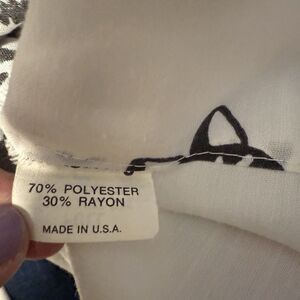 70% POLYESTER
30% RAYON
MADE IN U.S.A.